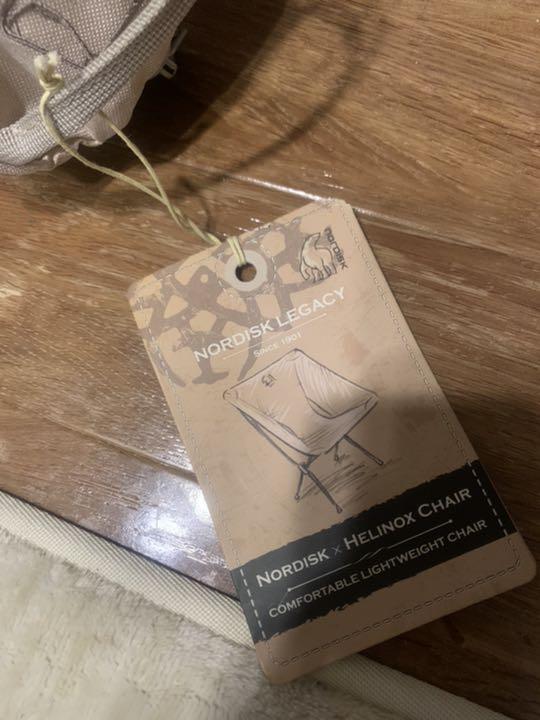 NORDISK
NORDISK LEGACY
SINCE 1901
NORDISK × HELINOX CHAIR
COMFORTABLE LIGHTWEIGHT CHAIR